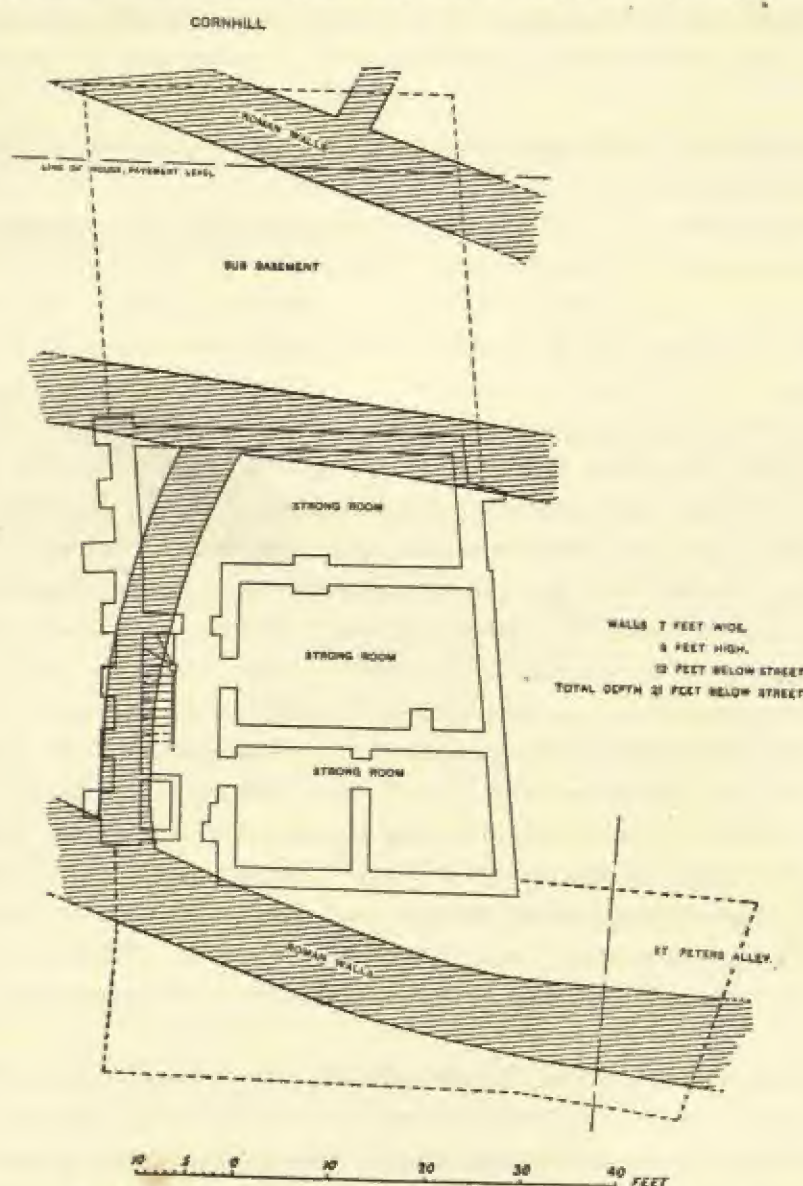 CORNHILL
ROMAN WALLS
LINE OF HOUSE, PAVEMENT LEVEL
SUB BASEMENT
STRONG ROOM
STRONG ROOM
WALLS 7 FEET WIDE.
FEET HIGH.
FEET BELOW STREET
TOTAL DEPTH 21 FEET BELOW STREET
STRONG ROOM
ROMAN WALLS
ST PETERS ALLEY.
10 5 0 10 20 30 40 FEET